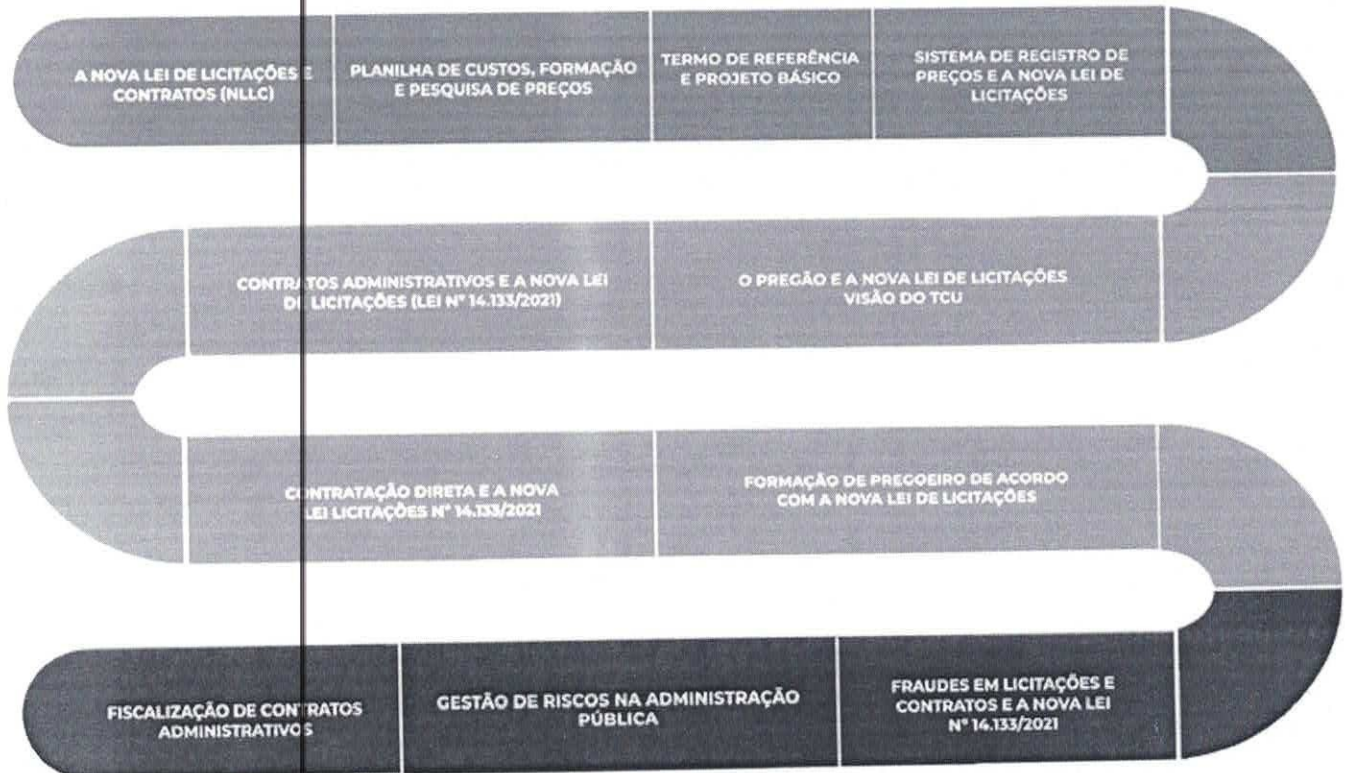 A NOVA LEI DE LICITAÇÕES E
CONTRATOS (NLLC)
PLANILHA DE CUSTOS, FORMAÇÃO
E PESQUISA DE PREÇOS
TERMO DE REFERÊNCIA
E PROJETO BÁSICO
SISTEMA DE REGISTRO DE
PREÇOS E A NOVA LEI DE
LICITAÇÕES
CONTRATOS ADMINISTRATIVOS E A NOVA LEI
DE LICITAÇÕES (LEI Nº 14.133/2021)
O PREGÃO E A NOVA LEI DE LICITAÇÕES
VISÃO DO TCU
CONTRATAÇÃO DIRETA E A NOVA
LEI LICITAÇÕES Nº 14.133/2021
FORMAÇÃO DE PREGOEIRO DE ACORDO
COM A NOVA LEI DE LICITAÇÕES
FISCALIZAÇÃO DE CONTRATOS
ADMINISTRATIVOS
GESTÃO DE RISCOS NA ADMINISTRAÇÃO
PÚBLICA
FRAUDES EM LICITAÇÕES E
CONTRATOS E A NOVA LEI
Nº 14.133/2021